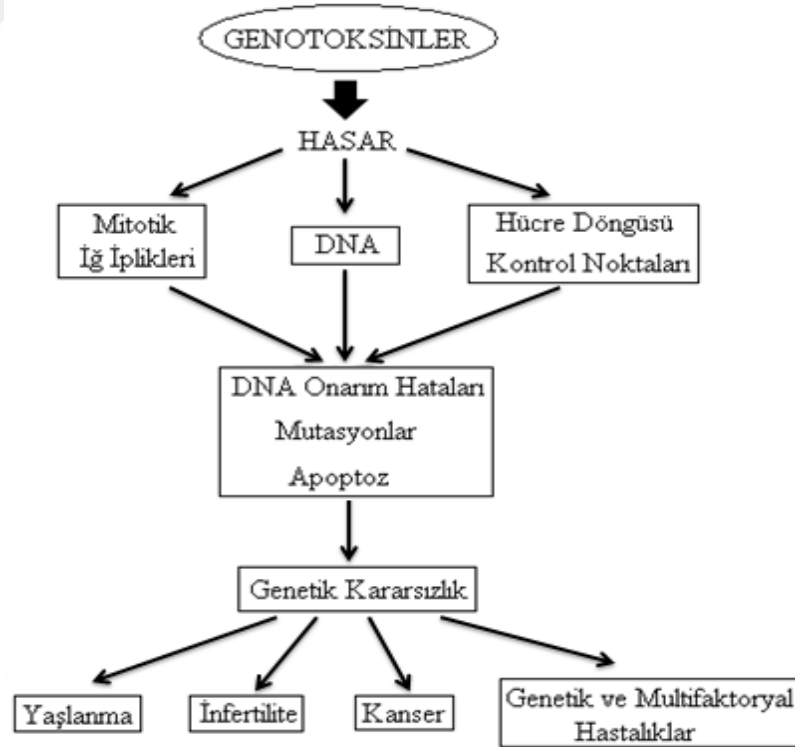 GENOTOKSİNLER
HASAR
Mitotik
İğ İplikleri
DNA
Hücre Döngüsü
Kontrol Noktaları
DNA Onarım Hataları
Mutasyonlar
Apoptoz
Genetik Kararsızlık
Yaşlanma
İnfertilite
Kanser
Genetik ve Multifaktoryal
Hastalıklar